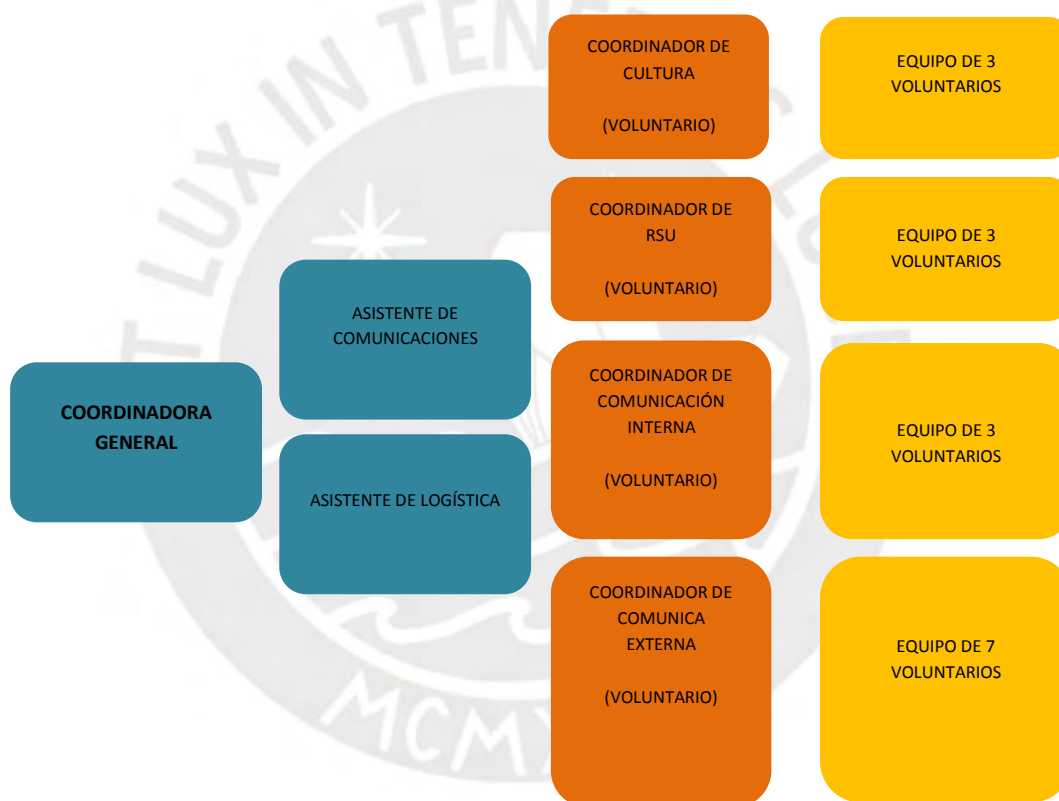 COORDINADORA
GENERAL
ASISTENTE DE
COMUNICACIONES
ASISTENTE DE LOGÍSTICA
COORDINADOR DE
CULTURA
(VOLUNTARIO)
EQUIPO DE 3
VOLUNTARIOS
COORDINADOR DE
RSU
(VOLUNTARIO)
EQUIPO DE 3
VOLUNTARIOS
COORDINADOR DE
COMUNICACIÓN
INTERNA
(VOLUNTARIO)
EQUIPO DE 3
VOLUNTARIOS
COORDINADOR DE
COMUNICA
EXTERNA
(VOLUNTARIO)
EQUIPO DE 7
VOLUNTARIOS
LUX IN